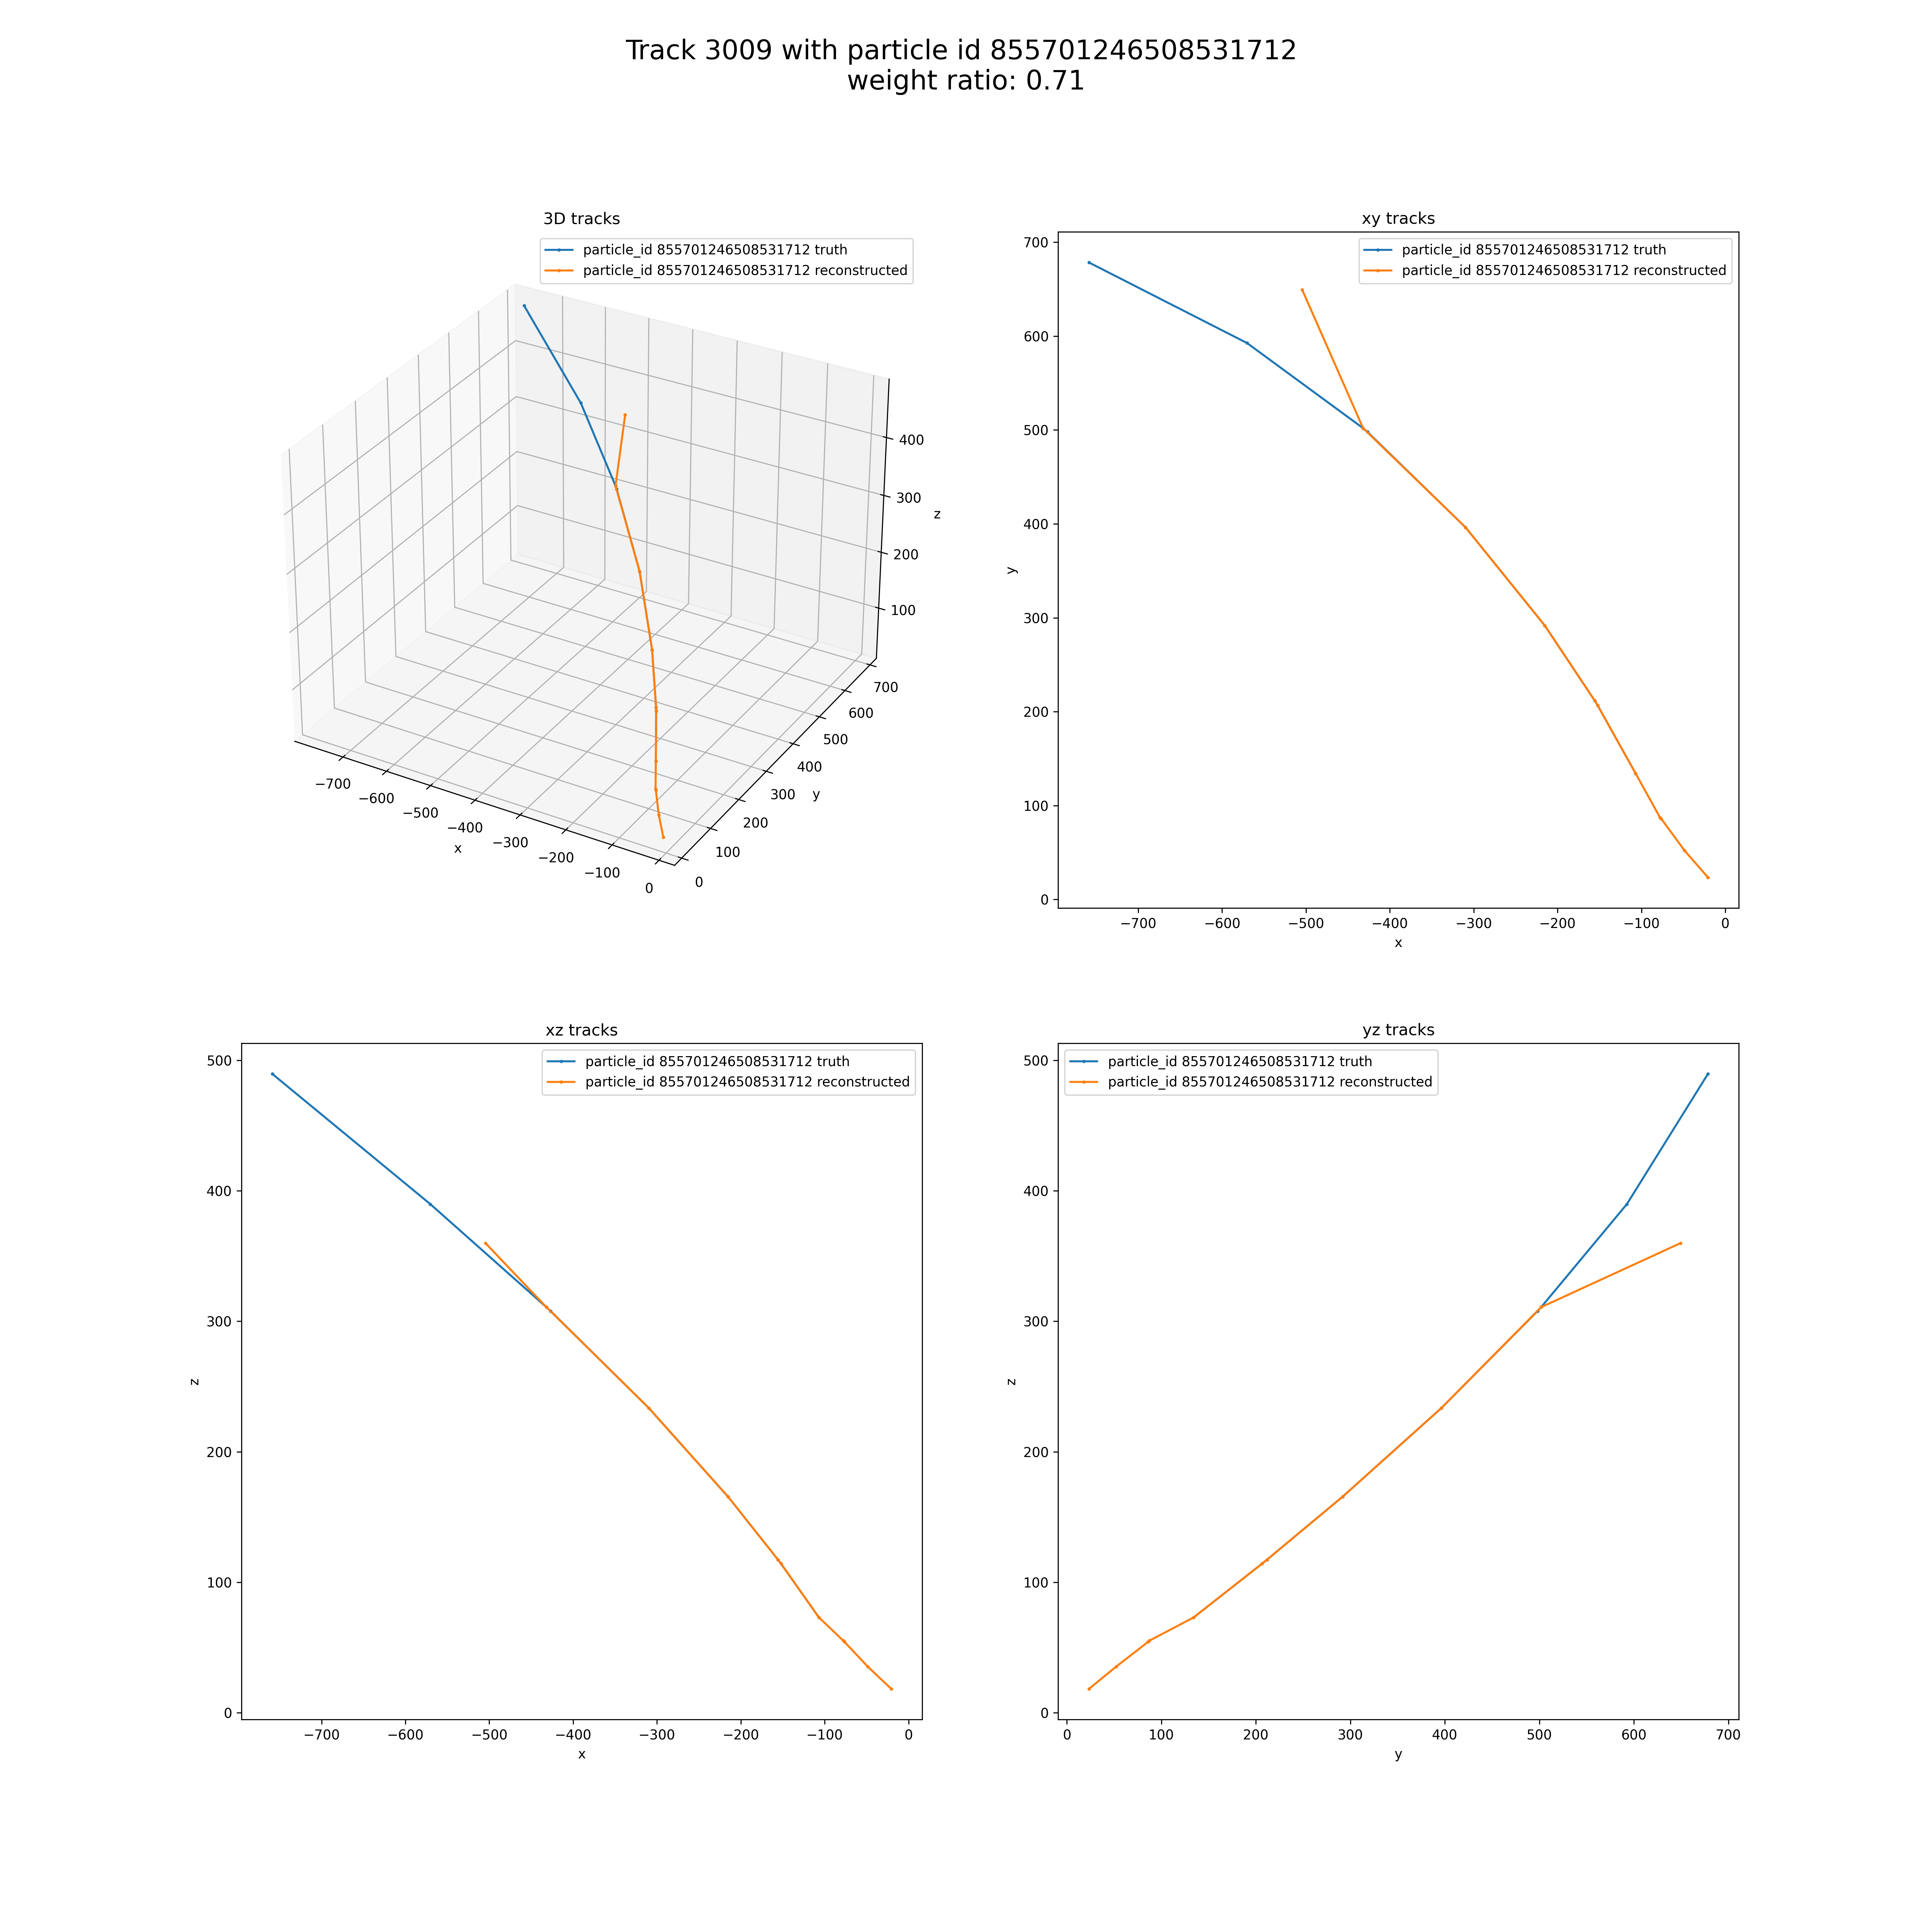 Track 3009 with particle id 855701246508531712
weight ratio: 0.71
3D tracks
particle_id 855701246508531712 truth
particle_id 855701246508531712 reconstructed
400
300
200
100
z
700
600
500
400
300
200
100
0
y
−700
−600
−500
−400
−300
−200
−100
0
x
xy tracks
particle_id 855701246508531712 truth
particle_id 855701246508531712 reconstructed
700
600
500
400
300
200
100
0
y
−700 −600 −500 −400 −300 −200 −100 0
x
xz tracks
particle_id 855701246508531712 truth
particle_id 855701246508531712 reconstructed
500
400
300
200
100
0
z
−700 −600 −500 −400 −300 −200 −100 0
x
yz tracks
particle_id 855701246508531712 truth
particle_id 855701246508531712 reconstructed
500
400
300
200
100
0
z
0 100 200 300 400 500 600 700
y